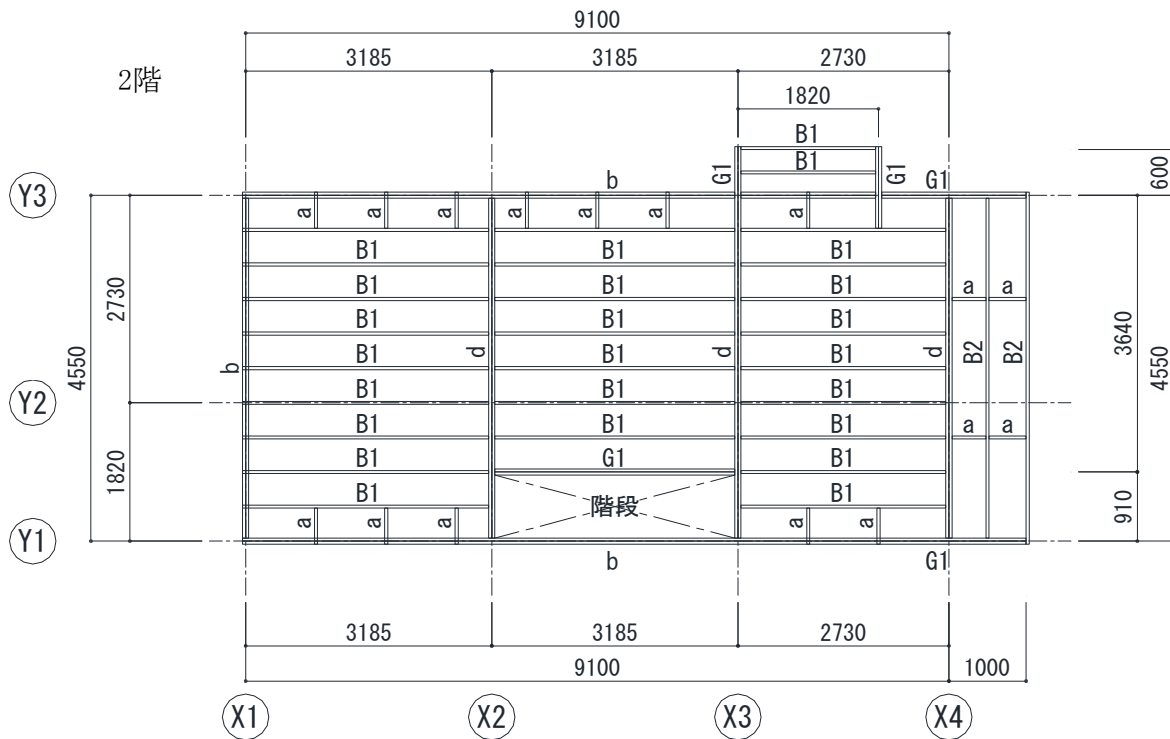 9100
3185 3185 2730
2階
1820
B1
B1
G1 G1
600
Y3
b G1
a a a a a a a
B1 B1 B1
B1 B1 B1
a a
B1 B1 B1
2730
B1 B1 B1
3640
4550 b d d d B2 B2 4550
B1 B1 B1
Y2
B1 B1 B1
a a
B1 G1 B1
1820
B1 B1
階段
910
a a a a a
Y1
b G1
3185 3185 2730
9100 1000
X1 X2 X3 X4